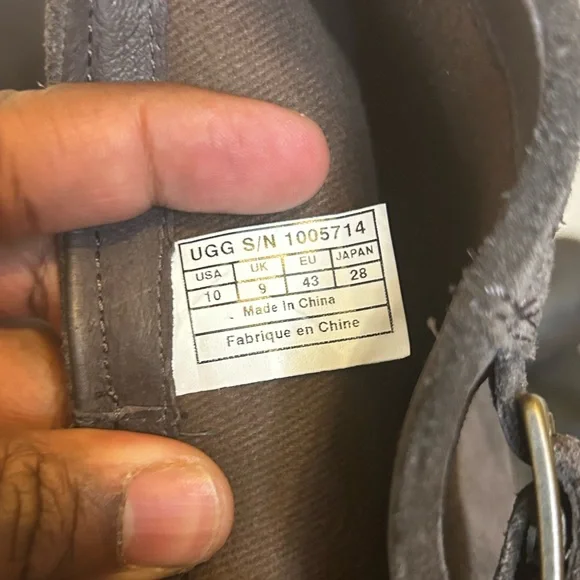 UGG S/N 1005714
USA UK EU JAPAN
10 9 43 28
Made In China
Fabrique en Chine